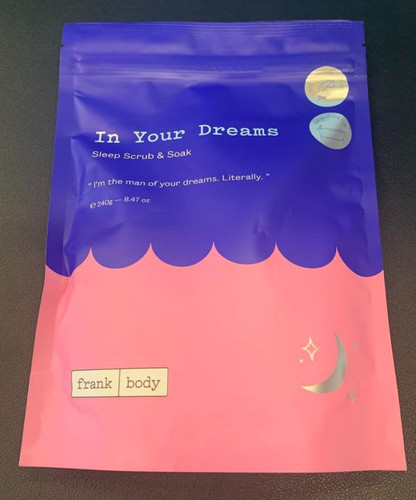 In Your Dreams
Sleep Scrub & Soak
"I'm the man of your dreams. Literally."
℮240g — 8.47 oz
frank body